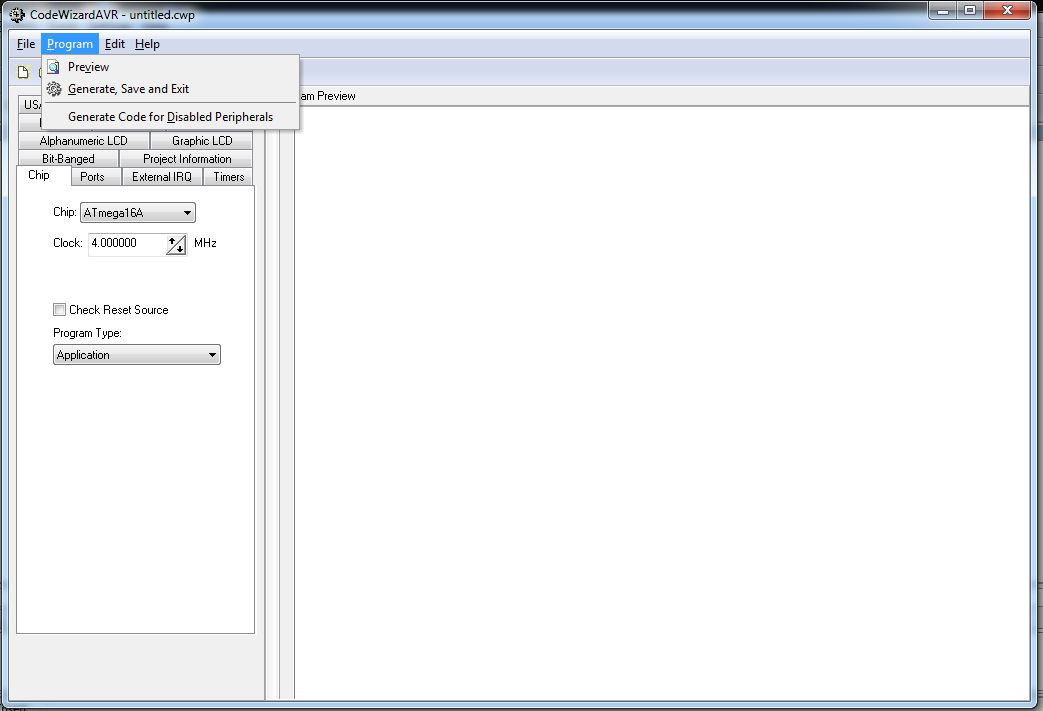 CodeWizardAVR - untitled.cwp
File Program Edit Help
Preview
Generate, Save and Exit
Generate Code for Disabled Peripherals
am Preview
USA
Alphanumeric LCD Graphic LCD
Bit-Banged Project Information
Chip Ports External IRQ Timers
Chip: ATmega16A
Clock: 4.000000 MHz
Check Reset Source
Program Type:
Application